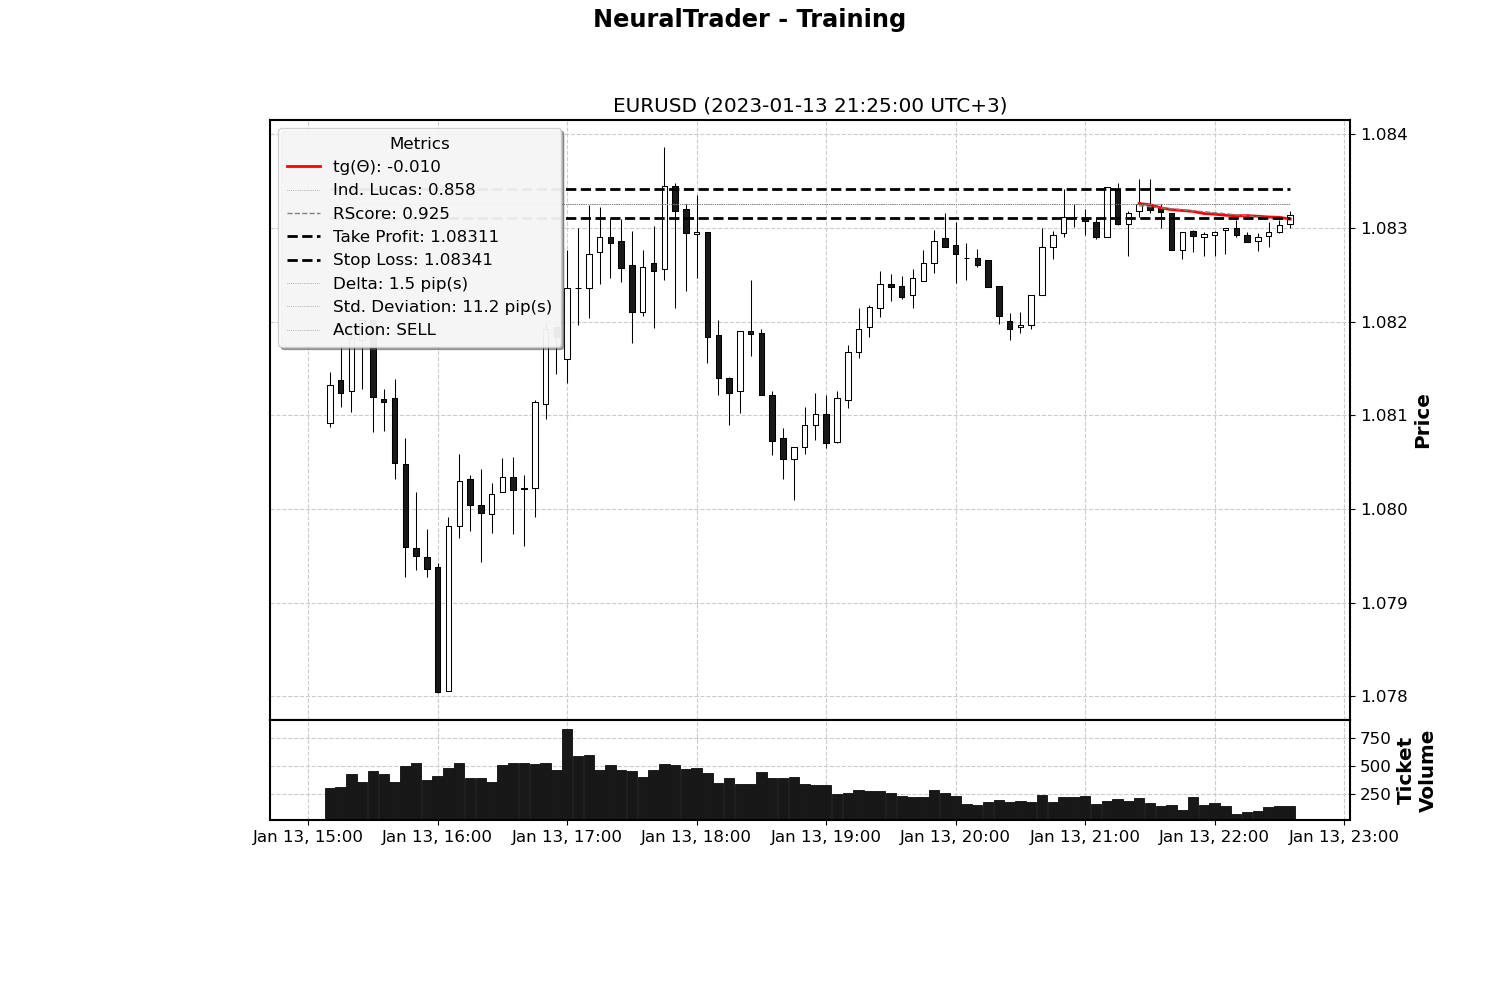 NeuralTrader - Training
EURUSD (2023-01-13 21:25:00 UTC+3)
Metrics
tg(Θ): -0.010
Ind. Lucas: 0.858
RScore: 0.925
Take Profit: 1.08311
Stop Loss: 1.08341
Delta: 1.5 pip(s)
Std. Deviation: 11.2 pip(s)
Action: SELL
1.084
1.083
1.082
1.081
1.080
1.079
1.078
Price
750
500
250
Ticket
Volume
Jan 13, 15:00
Jan 13, 16:00
Jan 13, 17:00
Jan 13, 18:00
Jan 13, 19:00
Jan 13, 20:00
Jan 13, 21:00
Jan 13, 22:00
Jan 13, 23:00